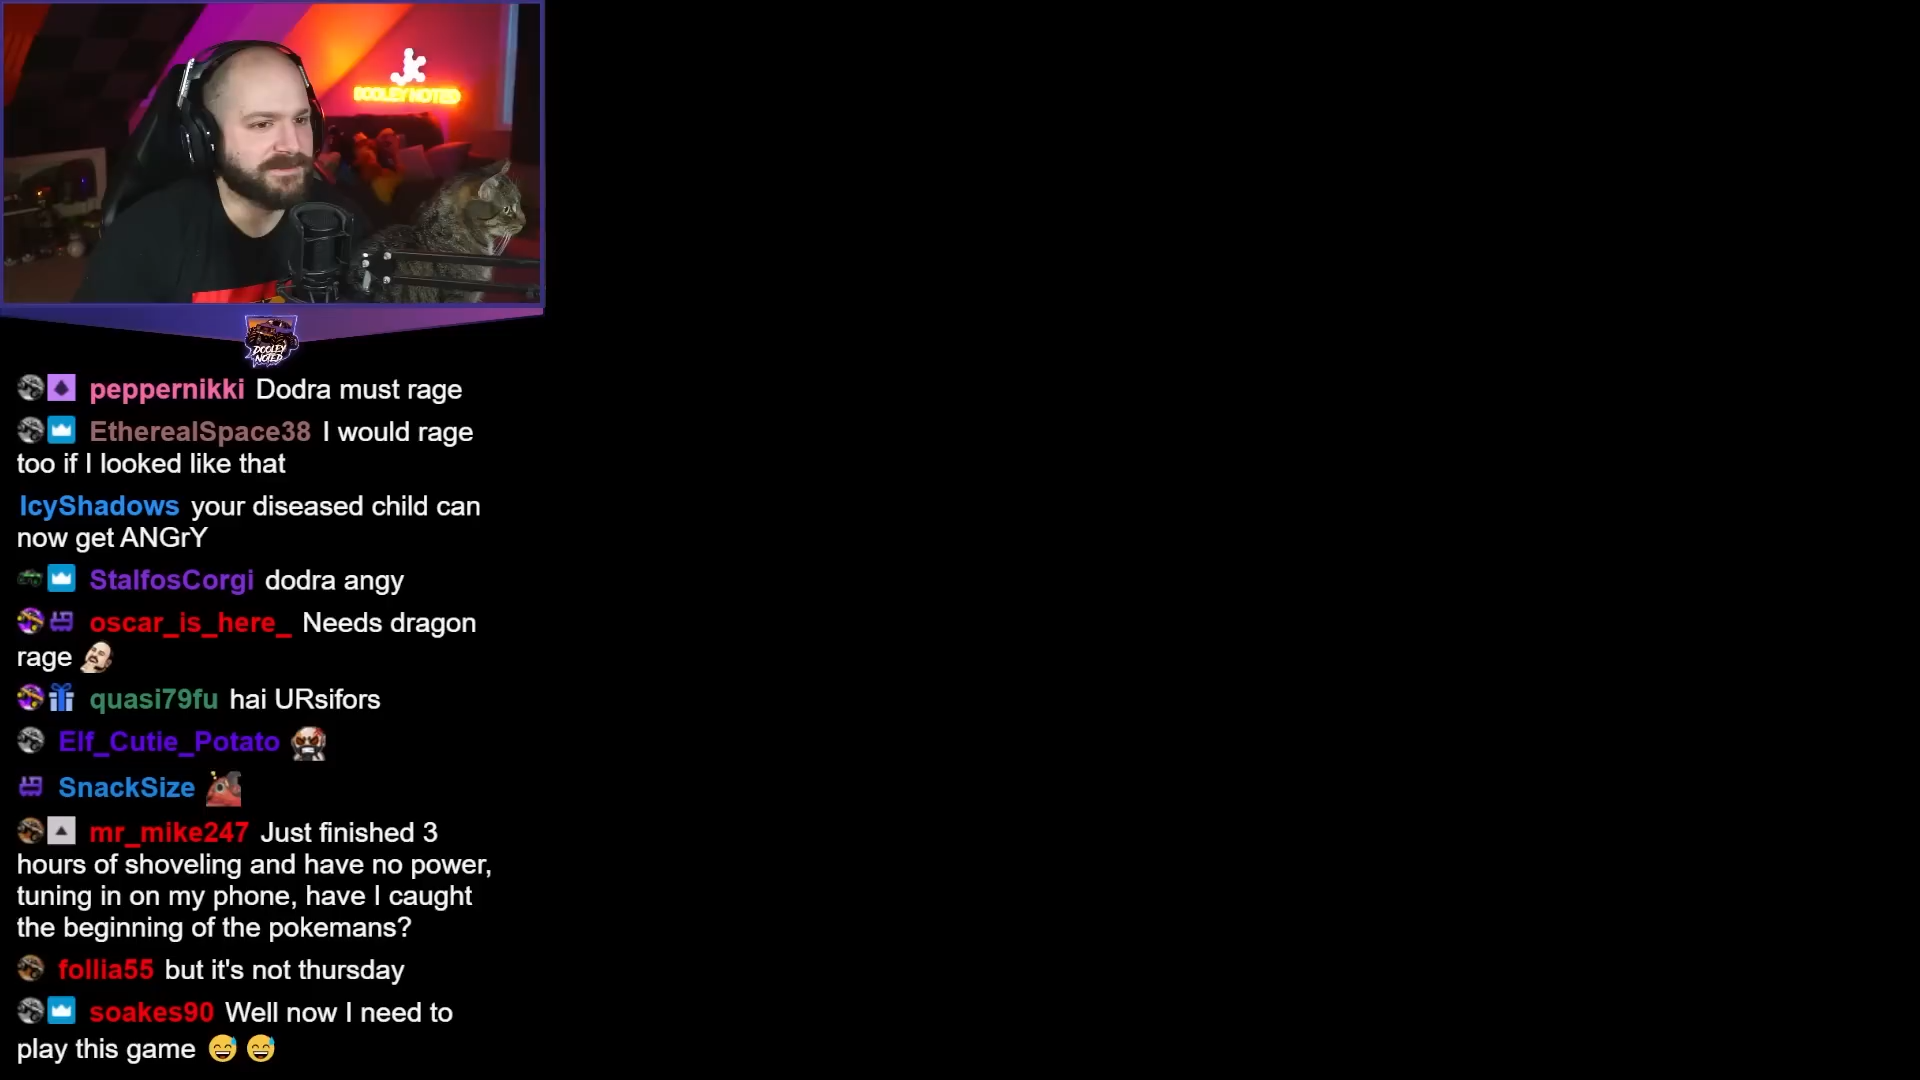 DOOLEY NOTED
DOOLEY
NOTED
peppernikki Dodra must rage
EtherealSpace38 I would rage
too if I looked like that
IcyShadows your diseased child can
now get ANGrY
StalfosCorgi dodra angy
oscar_is_here_ Needs dragon
rage
quasi79fu hai URsifors
Elf_Cutie_Potato
SnackSize
mr_mike247 Just finished 3
hours of shoveling and have no power,
tuning in on my phone, have I caught
the beginning of the pokemans?
follia55 but it's not thursday
soakes90 Well now I need to
play this game 😅 😅